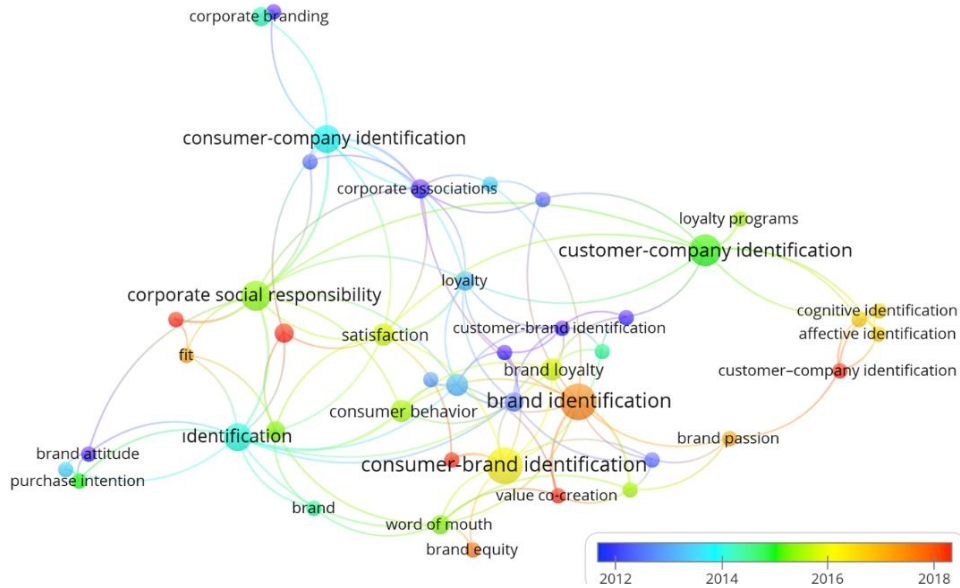 corporate branding
consumer-company identification
corporate associations
loyalty programs
customer-company identification
loyalty
corporate social responsibility
cognitive identification
customer-brand identification
satisfaction
affective identification
fit
brand loyalty
customer–company identification
brand identification
consumer behavior
identification
brand passion
brand attitude
consumer-brand identification
purchase intention
value co-creation
brand
word of mouth
brand equity
2012 2014 2016 2018